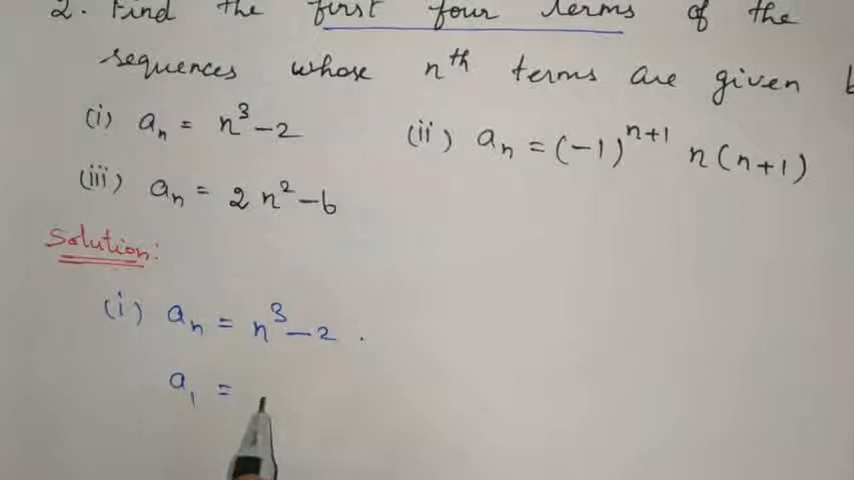 2. Find the first four terms of the
sequences whose nth terms are given b
(i) aₙ = n³ − 2 (ii) aₙ = (−1)ⁿ⁺¹ n(n+1)
(iii) aₙ = 2n² − 6
Solution:
(i) aₙ = n³ − 2.
a₁ =